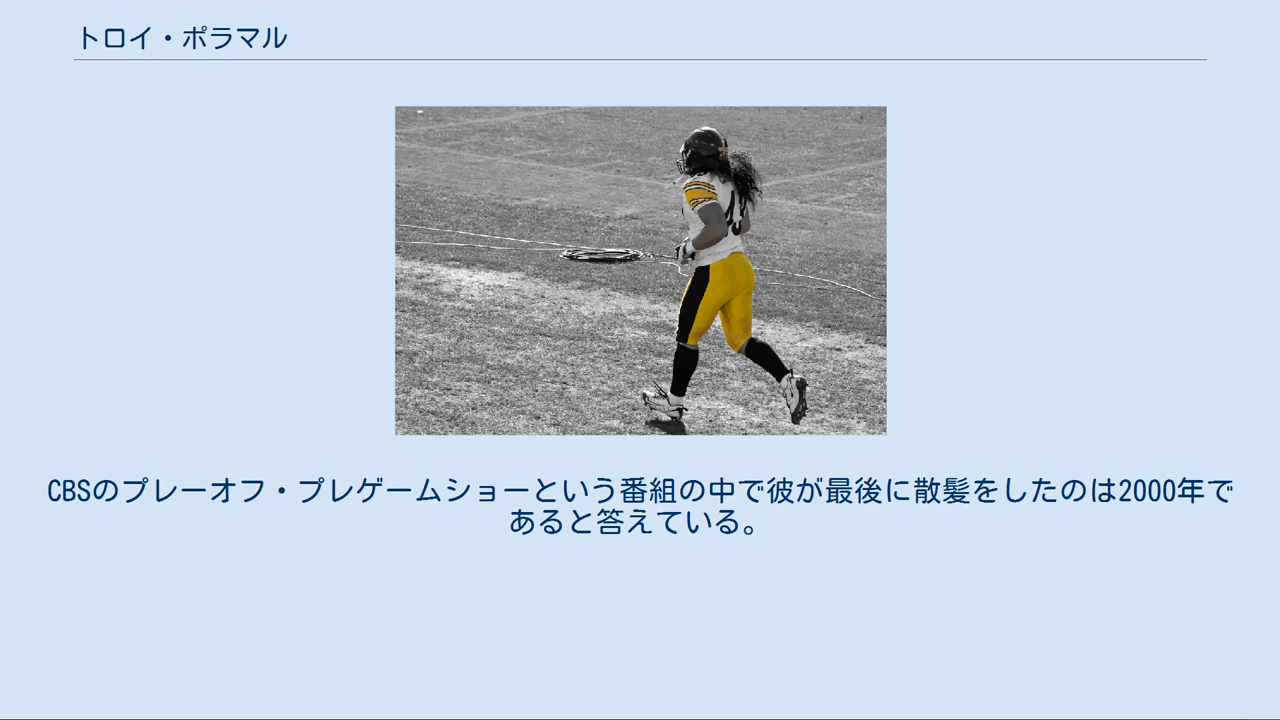 トロイ・ポラマル
CBSのプレーオフ・プレゲームショーという番組の中で彼が最後に散髪をしたのは2000年で
あると答えている。